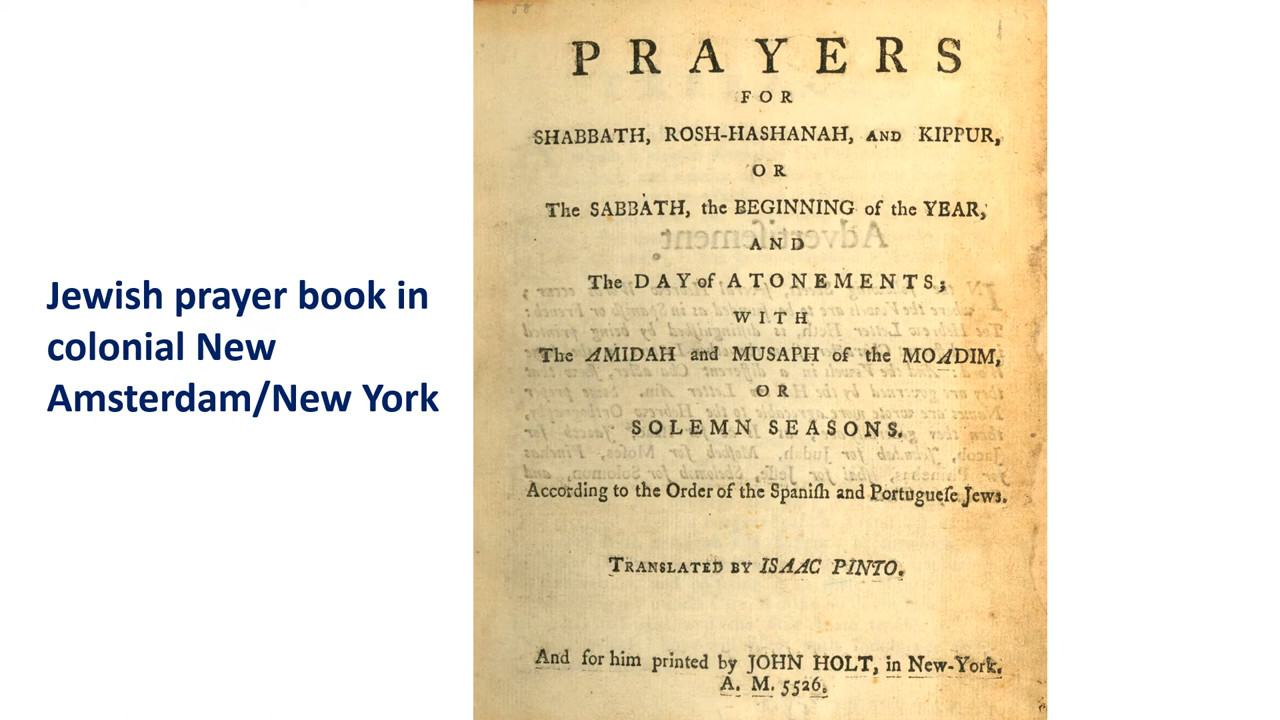 Jewish prayer book in
colonial New
Amsterdam/New York
58
PRAYERS
FOR
SHABBATH, ROSH-HASHANAH, AND KIPPUR,
OR
The SABBATH, the BEGINNING of the YEAR,
AND
The DAY of ATONEMENTS;
WITH
The AMIDAH and MUSAPH of the MOADIM,
OR
SOLEMN SEASONS.
According to the Order of the Spaniſh and Portugueſe Jews.
TRANSLATED BY ISAAC PINTO.
And for him printed by JOHN HOLT, in New-York.
A. M. 5526.
Advertiſement